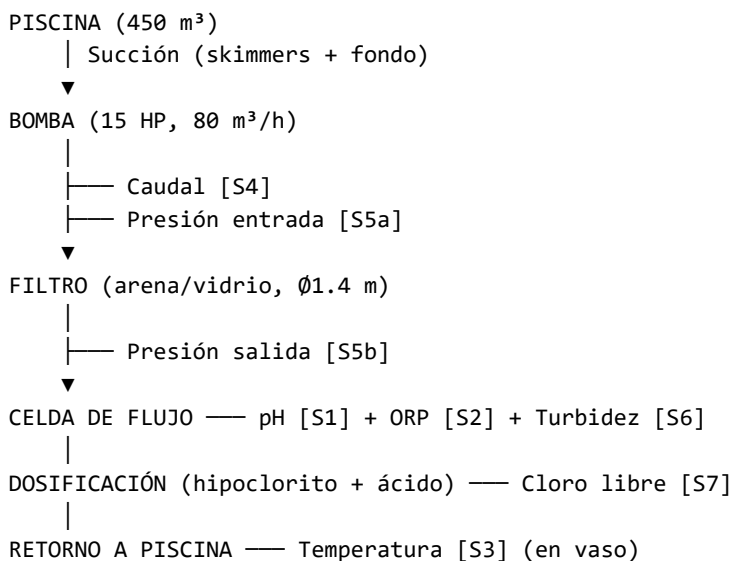 PISCINA (450 m³)
│ Succión (skimmers + fondo)
▼
BOMBA (15 HP, 80 m³/h)
│
├── Caudal [S4]
├── Presión entrada [S5a]
▼
FILTRO (arena/vidrio, Ø1.4 m)
│
├── Presión salida [S5b]
▼
CELDA DE FLUJO ── pH [S1] + ORP [S2] + Turbidez [S6]
│
DOSIFICACIÓN (hipoclorito + ácido) ── Cloro libre [S7]
│
RETORNO A PISCINA ── Temperatura [S3] (en vaso)